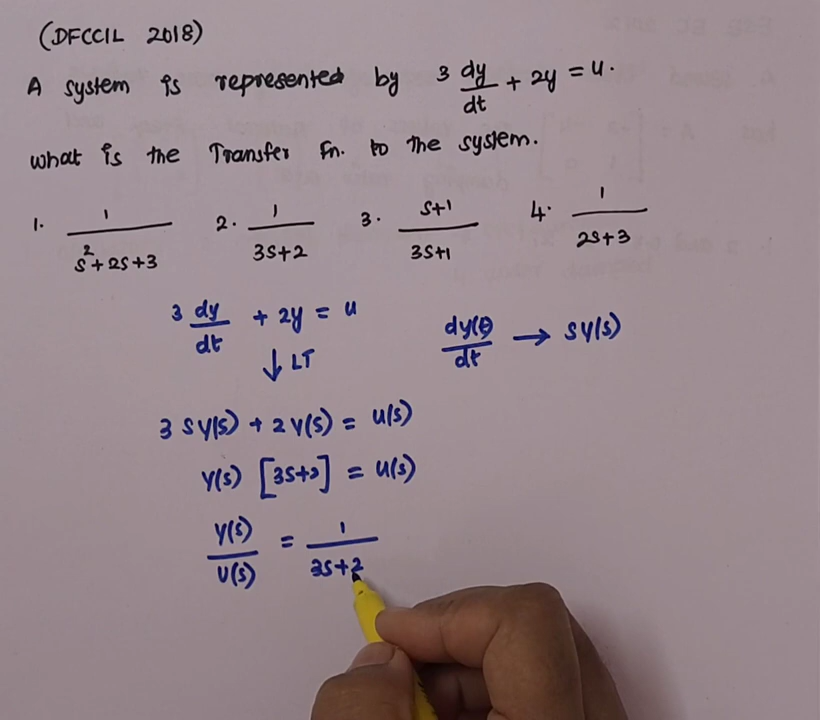 (DFCCIL 2018)
A system is represented by 3 dy/dt + 2y = u.
what is the Transfer Fn. to the system.
1. 1/(s²+2s+3) 2. 1/(3s+2) 3. (s+1)/(3s+1) 4. 1/(2s+3)
3 dy/dt + 2y = u dy(t)/dt → sY(s)
↓ LT
3 sY(s) + 2Y(s) = U(s)
Y(s) [3s+2] = U(s)
Y(s)/U(s) = 1/(3s+2)